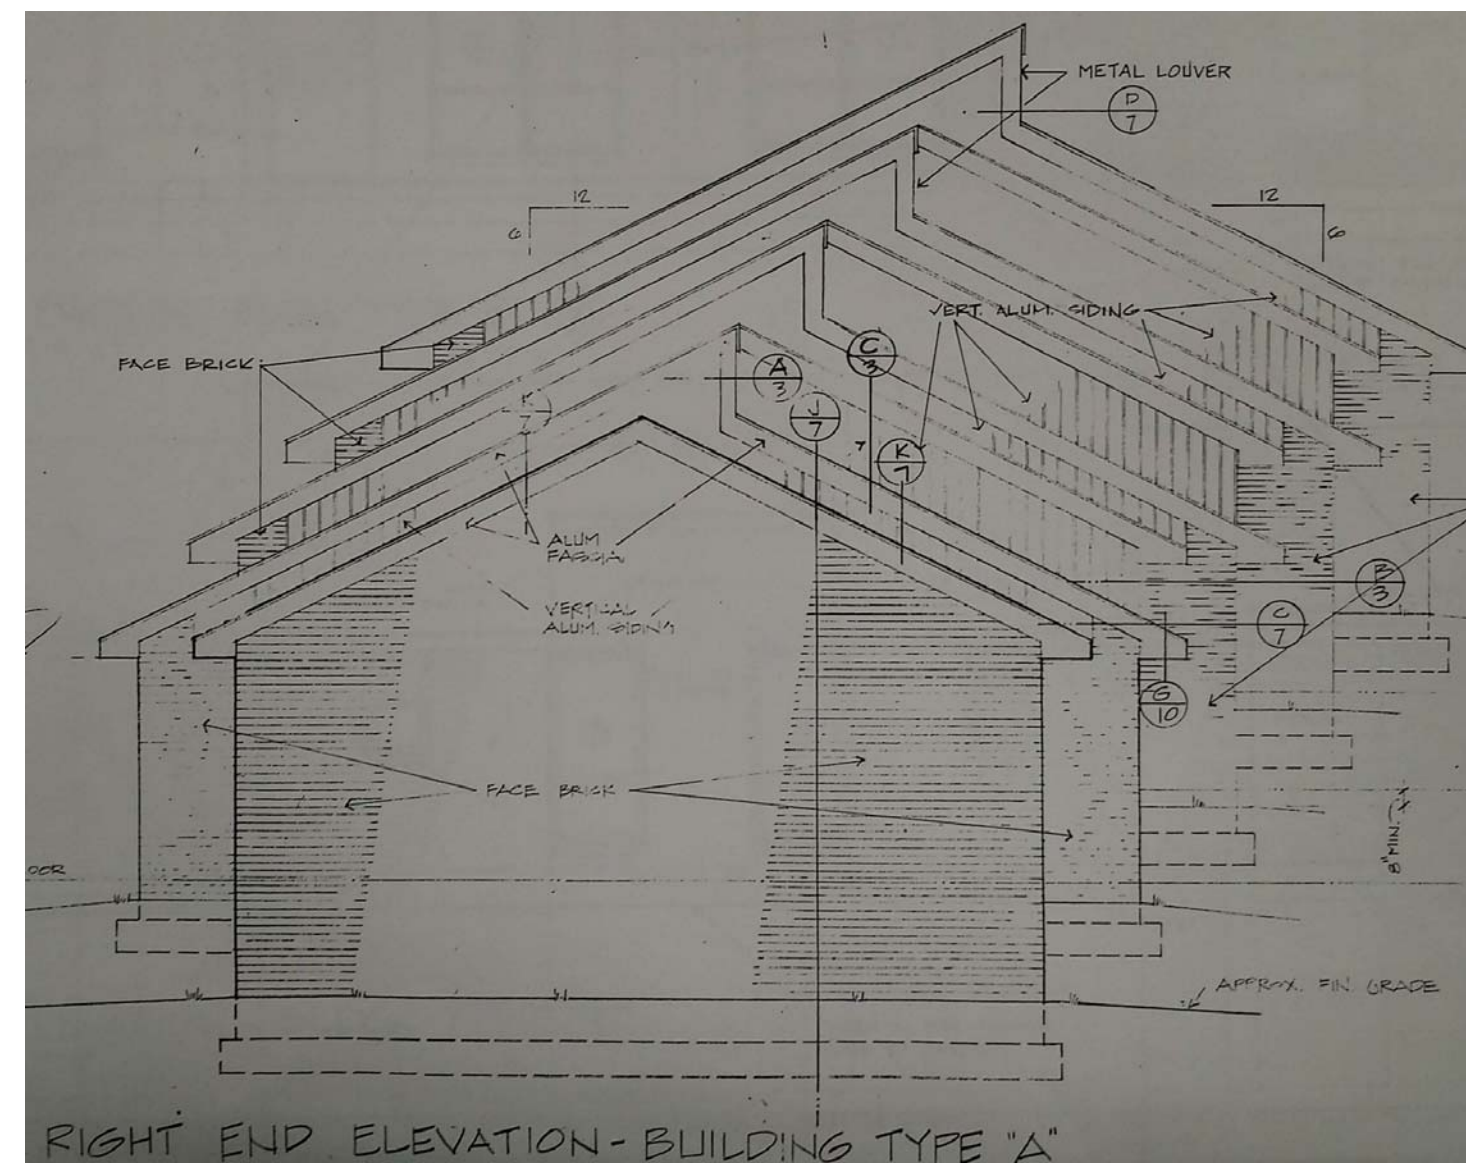 METAL LOUVER
D
7
12
6
12
6
VERT. ALUM. SIDING
FACE BRICK
C
3
A
3
J
7
K
7
K
7
ALUM
FASCIA
B
3
VERTICAL
ALUM. SIDING
C
7
G
10
FACE BRICK
8" MIN.
OOR
APPROX. FIN. GRADE
RIGHT END ELEVATION - BUILDING TYPE "A"